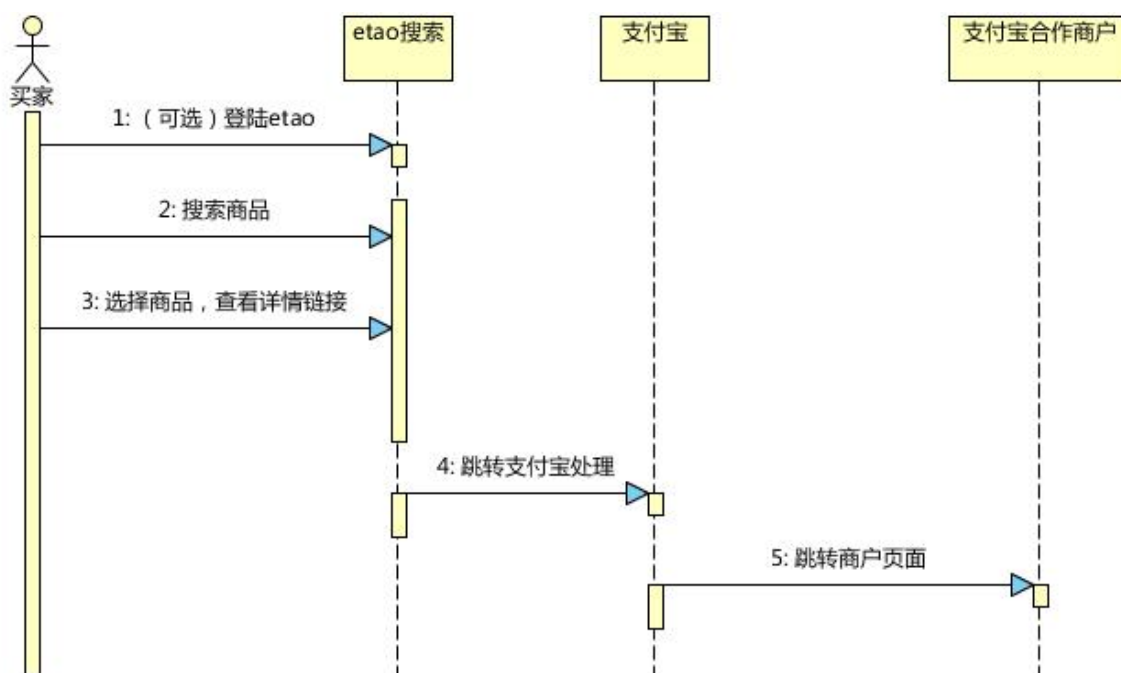 etao搜索
支付宝
支付宝合作商户
买家
1: （可选）登陆etao
2: 搜索商品
3: 选择商品，查看详情链接
4: 跳转支付宝处理
5: 跳转商户页面